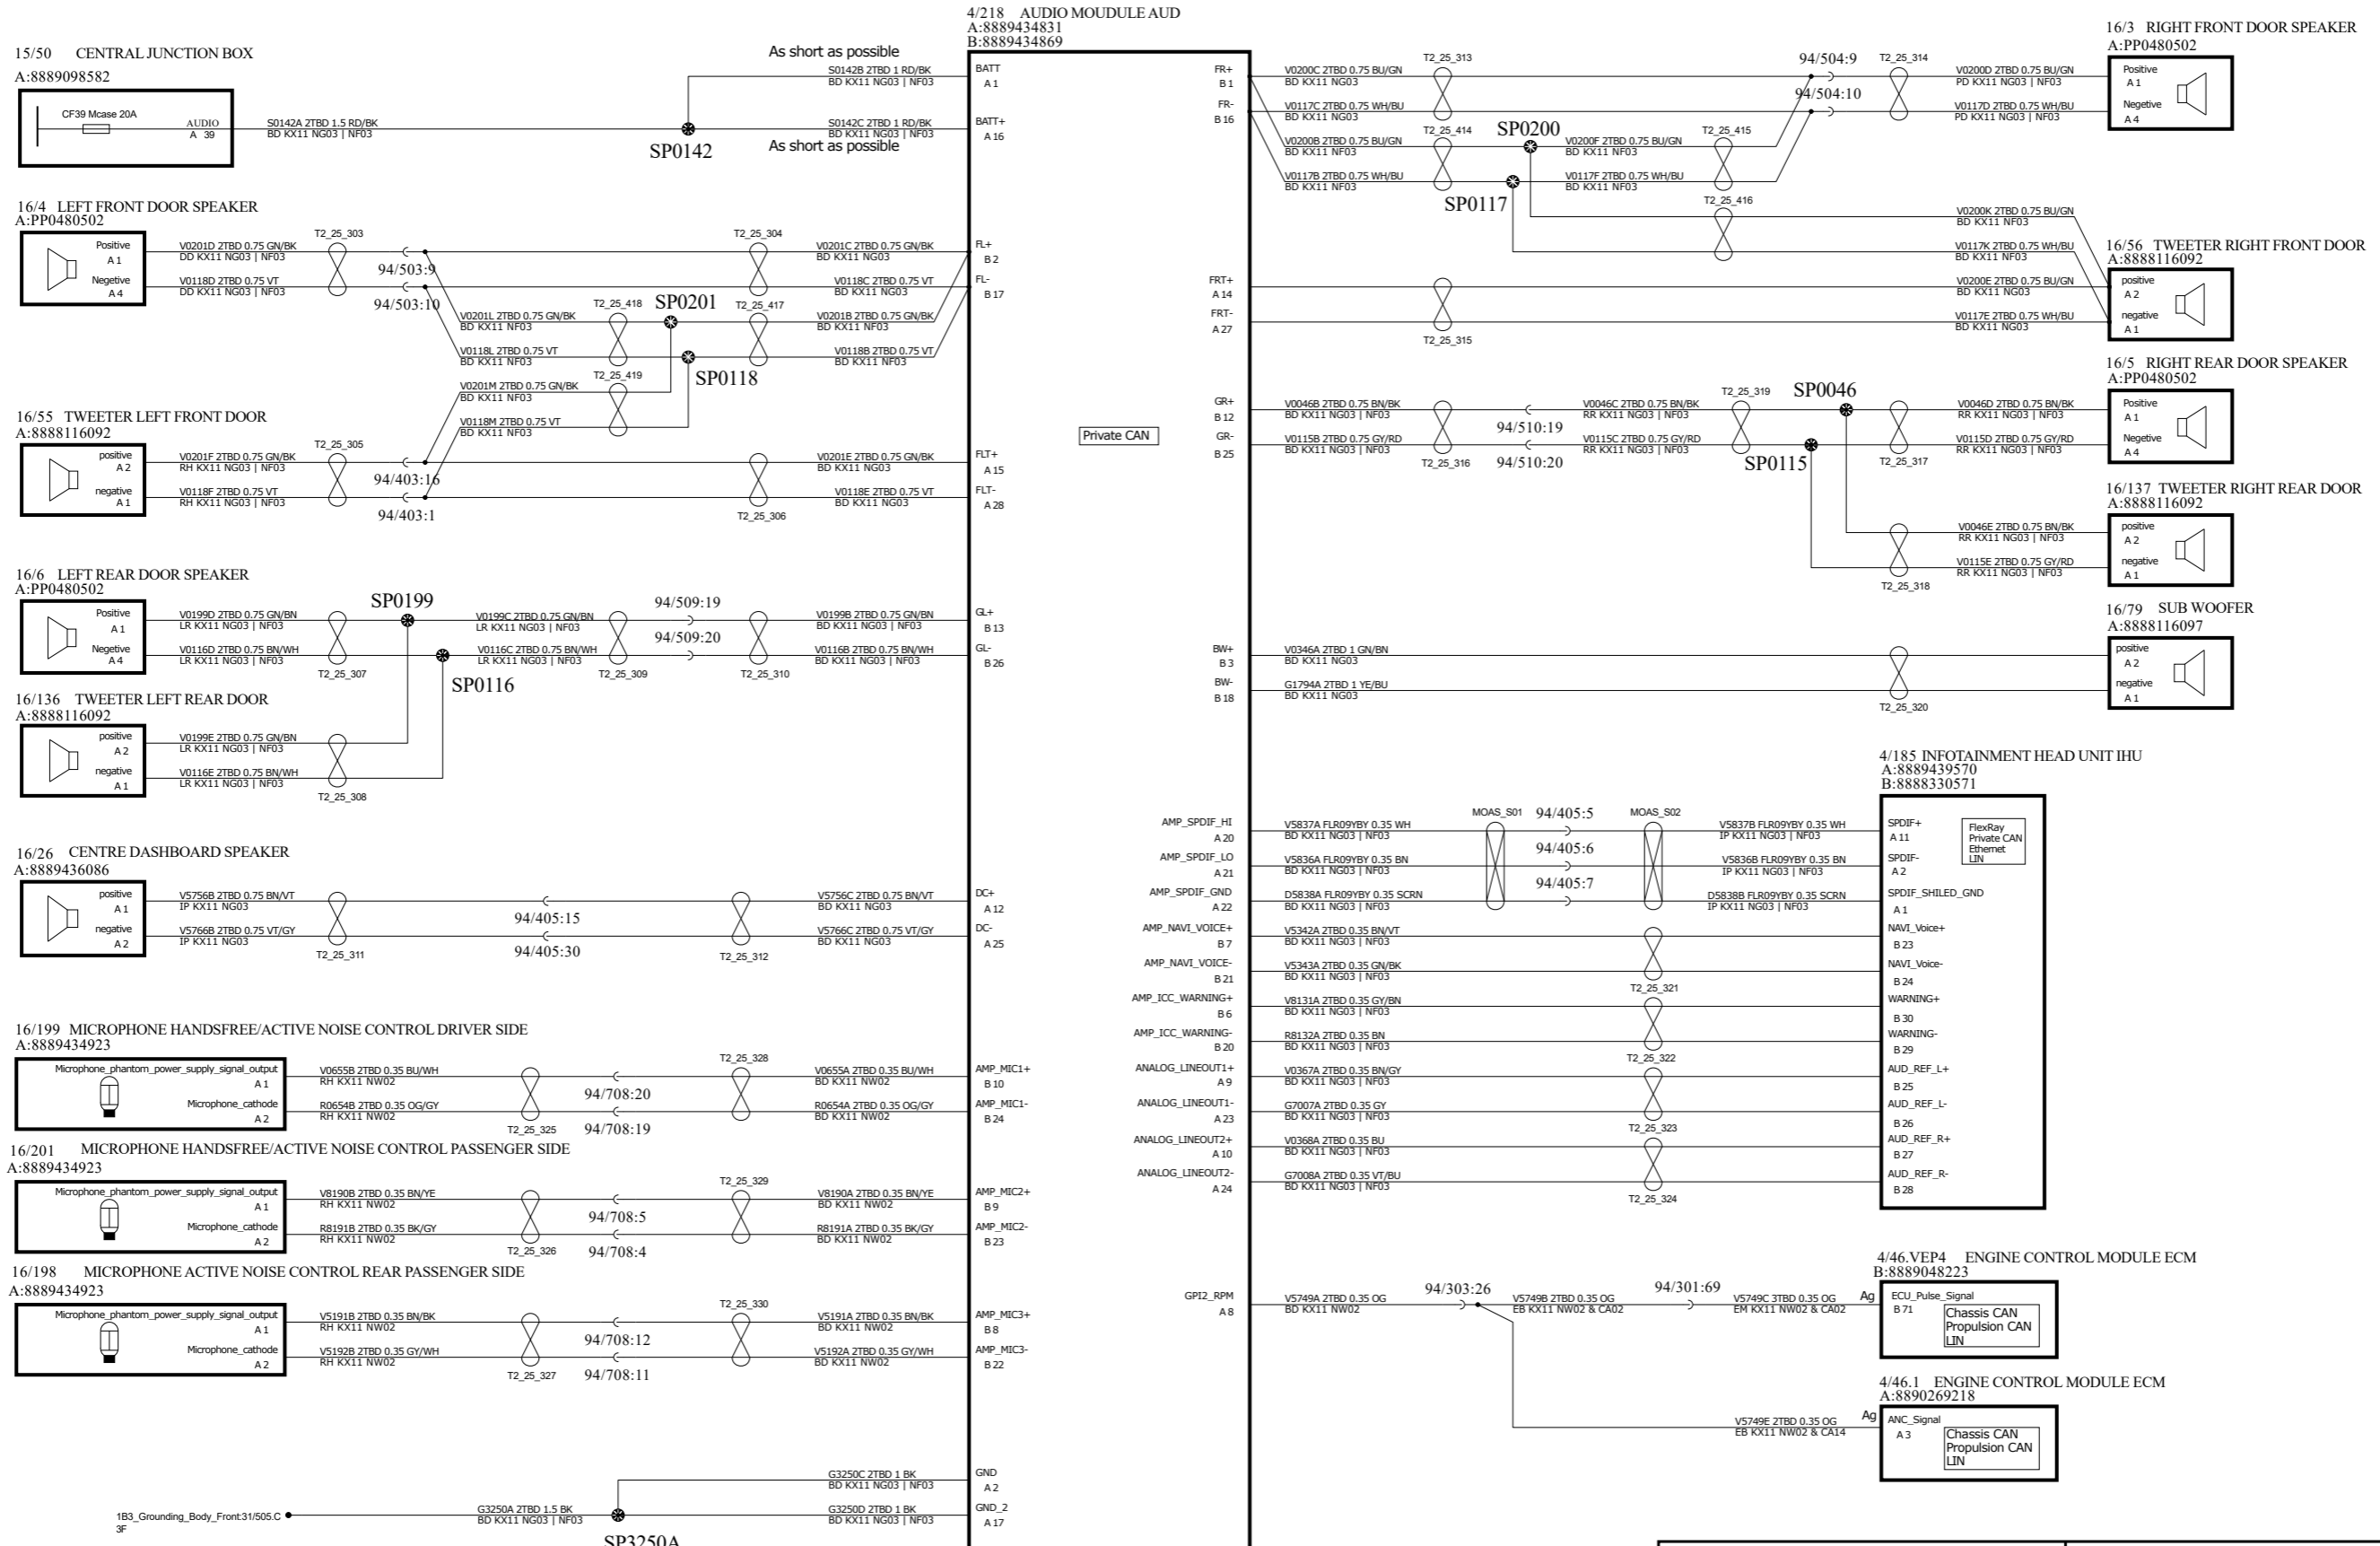 4/218 AUDIO MOUDULE AUD
A:8889434831
B:8889434869
Private CAN
15/50 CENTRAL JUNCTION BOX
A:8889098582
CF39 Mcase 20A
AUDIO
A 39
S0142A 2TBD 1.5 RD/BK
BD KX11 NG03 | NF03
SP0142
As short as possible
S0142B 2TBD 1 RD/BK
BD KX11 NG03 | NF03
BATT
A 1
S0142C 2TBD 1 RD/BK
BD KX11 NG03 | NF03
As short as possible
BATT+
A 16
16/4 LEFT FRONT DOOR SPEAKER
A:PP0480502
Positive
A 1
Negetive
A 4
V0201D 2TBD 0.75 GN/BK
DD KX11 NG03 | NF03
V0118D 2TBD 0.75 VT
DD KX11 NG03 | NF03
T2_25_303
94/503:9
94/503:10
T2_25_304
V0201C 2TBD 0.75 GN/BK
BD KX11 NG03
V0118C 2TBD 0.75 VT
BD KX11 NG03
FL+
B 2
FL-
B 17
V0201L 2TBD 0.75 GN/BK
BD KX11 NF03
V0118L 2TBD 0.75 VT
BD KX11 NF03
T2_25_418
SP0201
T2_25_417
V0201B 2TBD 0.75 GN/BK
BD KX11 NF03
V0118B 2TBD 0.75 VT
BD KX11 NF03
SP0118
T2_25_419
V0201M 2TBD 0.75 GN/BK
BD KX11 NF03
V0118M 2TBD 0.75 VT
BD KX11 NF03
16/55 TWEETER LEFT FRONT DOOR
A:8888116092
positive
A 2
negative
A 1
V0201F 2TBD 0.75 GN/BK
RH KX11 NG03 | NF03
V0118F 2TBD 0.75 VT
RH KX11 NG03 | NF03
T2_25_305
94/403:16
94/403:1
T2_25_306
V0201E 2TBD 0.75 GN/BK
BD KX11 NG03
V0118E 2TBD 0.75 VT
BD KX11 NG03
FLT+
A 15
FLT-
A 28
16/6 LEFT REAR DOOR SPEAKER
A:PP0480502
Positive
A 1
Negetive
A 4
V0199D 2TBD 0.75 GN/BN
LR KX11 NG03 | NF03
V0116D 2TBD 0.75 BN/WH
LR KX11 NG03 | NF03
T2_25_307
SP0199
SP0116
V0199C 2TBD 0.75 GN/BN
LR KX11 NG03 | NF03
V0116C 2TBD 0.75 BN/WH
LR KX11 NG03 | NF03
T2_25_309
94/509:19
94/509:20
T2_25_310
V0199B 2TBD 0.75 GN/BN
BD KX11 NG03 | NF03
V0116B 2TBD 0.75 BN/WH
BD KX11 NG03 | NF03
GL+
B 13
GL-
B 26
16/136 TWEETER LEFT REAR DOOR
A:8888116092
positive
A 2
negative
A 1
V0199E 2TBD 0.75 GN/BN
LR KX11 NG03 | NF03
V0116E 2TBD 0.75 BN/WH
LR KX11 NG03 | NF03
T2_25_308
16/26 CENTRE DASHBOARD SPEAKER
A:8889436086
positive
A 1
negative
A 2
V5756B 2TBD 0.75 BN/VT
IP KX11 NG03
V5766B 2TBD 0.75 VT/GY
IP KX11 NG03
T2_25_311
94/405:15
94/405:30
T2_25_312
V5756C 2TBD 0.75 BN/VT
BD KX11 NG03
V5766C 2TBD 0.75 VT/GY
BD KX11 NG03
DC+
A 12
DC-
A 25
16/199 MICROPHONE HANDSFREE/ACTIVE NOISE CONTROL DRIVER SIDE
A:8889434923
Microphone_phantom_power_supply_signal_output
A 1
Microphone_cathode
A 2
V0655B 2TBD 0.35 BU/WH
RH KX11 NW02
R0654B 2TBD 0.35 OG/GY
RH KX11 NW02
T2_25_325
94/708:20
94/708:19
T2_25_328
V0655A 2TBD 0.35 BU/WH
BD KX11 NW02
R0654A 2TBD 0.35 OG/GY
BD KX11 NW02
AMP_MIC1+
B 10
AMP_MIC1-
B 24
16/201 MICROPHONE HANDSFREE/ACTIVE NOISE CONTROL PASSENGER SIDE
A:8889434923
Microphone_phantom_power_supply_signal_output
A 1
Microphone_cathode
A 2
V8190B 2TBD 0.35 BN/YE
RH KX11 NW02
R8191B 2TBD 0.35 BK/GY
RH KX11 NW02
T2_25_326
94/708:5
94/708:4
T2_25_329
V8190A 2TBD 0.35 BN/YE
BD KX11 NW02
R8191A 2TBD 0.35 BK/GY
BD KX11 NW02
AMP_MIC2+
B 9
AMP_MIC2-
B 23
16/198 MICROPHONE ACTIVE NOISE CONTROL REAR PASSENGER SIDE
A:8889434923
Microphone_phantom_power_supply_signal_output
A 1
Microphone_cathode
A 2
V5191B 2TBD 0.35 BN/BK
RH KX11 NW02
V5192B 2TBD 0.35 GY/WH
RH KX11 NW02
T2_25_327
94/708:12
94/708:11
T2_25_330
V5191A 2TBD 0.35 BN/BK
BD KX11 NW02
V5192A 2TBD 0.35 GY/WH
BD KX11 NW02
AMP_MIC3+
B 8
AMP_MIC3-
B 22
1B3_Grounding_Body_Front:31/505.C
3F
G3250A 2TBD 1.5 BK
BD KX11 NG03 | NF03
SP3250A
G3250C 2TBD 1 BK
BD KX11 NG03 | NF03
G3250D 2TBD 1 BK
BD KX11 NG03 | NF03
GND
A 2
GND_2
A 17
FR+
B 1
FR-
B 16
V0200C 2TBD 0.75 BU/GN
BD KX11 NG03
V0117C 2TBD 0.75 WH/BU
BD KX11 NG03
T2_25_313
94/504:9
94/504:10
T2_25_314
V0200D 2TBD 0.75 BU/GN
PD KX11 NG03 | NF03
V0117D 2TBD 0.75 WH/BU
PD KX11 NG03 | NF03
16/3 RIGHT FRONT DOOR SPEAKER
A:PP0480502
Positive
A 1
Negetive
A 4
V0200B 2TBD 0.75 BU/GN
BD KX11 NF03
V0117B 2TBD 0.75 WH/BU
BD KX11 NF03
T2_25_414
SP0200
SP0117
V0200F 2TBD 0.75 BU/GN
BD KX11 NF03
V0117F 2TBD 0.75 WH/BU
BD KX11 NF03
T2_25_415
T2_25_416
V0200K 2TBD 0.75 BU/GN
BD KX11 NF03
V0117K 2TBD 0.75 WH/BU
BD KX11 NF03
16/56 TWEETER RIGHT FRONT DOOR
A:8888116092
positive
A 2
negative
A 1
FRT+
A 14
FRT-
A 27
T2_25_315
V0200E 2TBD 0.75 BU/GN
BD KX11 NG03
V0117E 2TBD 0.75 WH/BU
BD KX11 NG03
GR+
B 12
GR-
B 25
V0046B 2TBD 0.75 BN/BK
BD KX11 NG03 | NF03
V0115B 2TBD 0.75 GY/RD
BD KX11 NG03 | NF03
T2_25_316
94/510:19
94/510:20
V0046C 2TBD 0.75 BN/BK
RR KX11 NG03 | NF03
V0115C 2TBD 0.75 GY/RD
RR KX11 NG03 | NF03
T2_25_319
SP0046
SP0115
T2_25_317
V0046D 2TBD 0.75 BN/BK
RR KX11 NG03 | NF03
V0115D 2TBD 0.75 GY/RD
RR KX11 NG03 | NF03
16/5 RIGHT REAR DOOR SPEAKER
A:PP0480502
Positive
A 1
Negetive
A 4
16/137 TWEETER RIGHT REAR DOOR
A:8888116092
positive
A 2
negative
A 1
T2_25_318
V0046E 2TBD 0.75 BN/BK
RR KX11 NG03 | NF03
V0115E 2TBD 0.75 GY/RD
RR KX11 NG03 | NF03
16/79 SUB WOOFER
A:8888116097
positive
A 2
negative
A 1
BW+
B 3
BW-
B 18
V0346A 2TBD 1 GN/BN
BD KX11 NG03
G1794A 2TBD 1 YE/BU
BD KX11 NG03
T2_25_320
4/185 INFOTAINMENT HEAD UNIT IHU
A:8889439570
B:8888330571
FlexRay
Private CAN
Ethernet
LIN
AMP_SPDIF_HI
A 20
V5837A FLR09YBY 0.35 WH
BD KX11 NG03 | NF03
MOAS_S01
94/405:5
MOAS_S02
V5837B FLR09YBY 0.35 WH
IP KX11 NG03 | NF03
SPDIF+
A 11
AMP_SPDIF_LO
A 21
V5836A FLR09YBY 0.35 BN
BD KX11 NG03 | NF03
94/405:6
V5836B FLR09YBY 0.35 BN
IP KX11 NG03 | NF03
SPDIF-
A 2
AMP_SPDIF_GND
A 22
D5838A FLR09YBY 0.35 SCRN
BD KX11 NG03 | NF03
94/405:7
D5838B FLR09YBY 0.35 SCRN
IP KX11 NG03 | NF03
SPDIF_SHILED_GND
A 1
AMP_NAVI_VOICE+
B 7
V5342A 2TBD 0.35 BN/VT
BD KX11 NG03 | NF03
NAVI_Voice+
B 23
AMP_NAVI_VOICE-
B 21
V5343A 2TBD 0.35 GN/BK
BD KX11 NG03 | NF03
T2_25_321
NAVI_Voice-
B 24
AMP_ICC_WARNING+
B 6
V8131A 2TBD 0.35 GY/BN
BD KX11 NG03 | NF03
WARNING+
B 30
AMP_ICC_WARNING-
B 20
R8132A 2TBD 0.35 BN
BD KX11 NG03 | NF03
T2_25_322
WARNING-
B 29
ANALOG_LINEOUT1+
A 9
V0367A 2TBD 0.35 BN/GY
BD KX11 NG03 | NF03
AUD_REF_L+
B 25
ANALOG_LINEOUT1-
A 23
G7007A 2TBD 0.35 GY
BD KX11 NG03 | NF03
T2_25_323
AUD_REF_L-
B 26
ANALOG_LINEOUT2+
A 10
V0368A 2TBD 0.35 BU
BD KX11 NG03 | NF03
AUD_REF_R+
B 27
ANALOG_LINEOUT2-
A 24
G7008A 2TBD 0.35 VT/BU
BD KX11 NG03 | NF03
T2_25_324
AUD_REF_R-
B 28
GPI2_RPM
A 8
V5749A 2TBD 0.35 OG
BD KX11 NW02
94/303:26
V5749B 2TBD 0.35 OG
EB KX11 NW02 & CA02
94/301:69
V5749C 3TBD 0.35 OG
EM KX11 NW02 & CA02
Ag
4/46.VEP4 ENGINE CONTROL MODULE ECM
B:8889048223
ECU_Pulse_Signal
B 71
Chassis CAN
Propulsion CAN
LIN
4/46.1 ENGINE CONTROL MODULE ECM
A:8890269218
V5749E 2TBD 0.35 OG
EB KX11 NW02 & CA14
Ag
ANC_Signal
A 3
Chassis CAN
Propulsion CAN
LIN